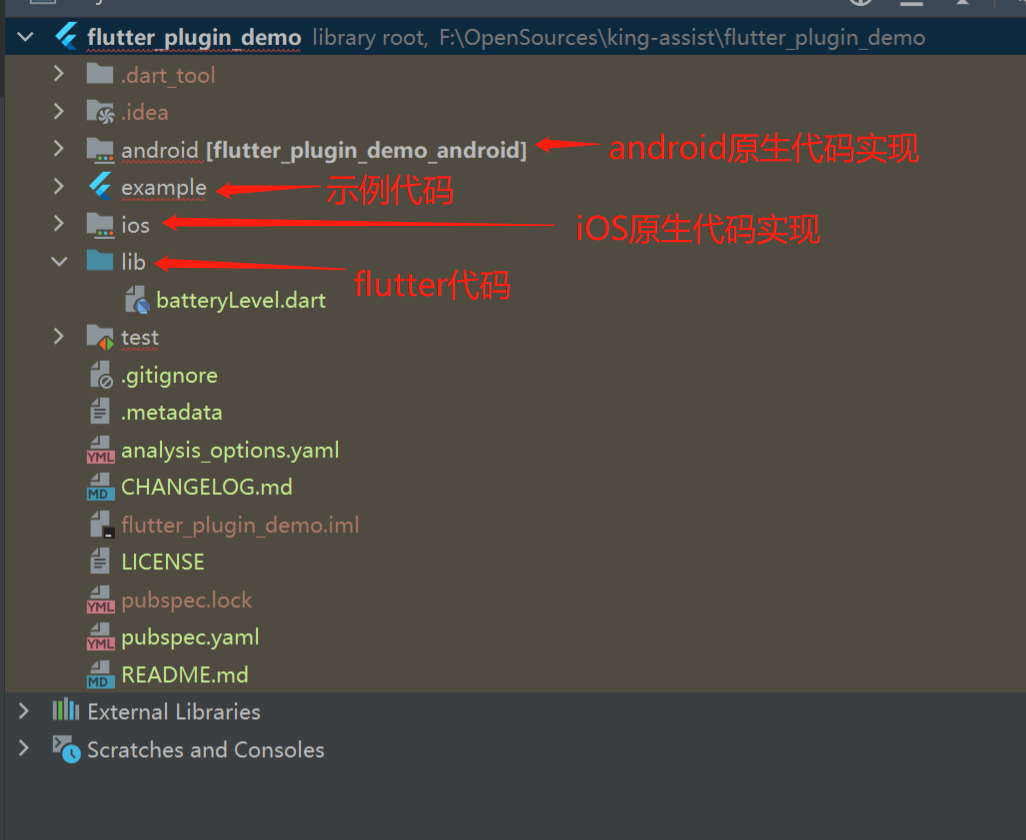 flutter_plugin_demo library root, F:\OpenSources\king-assist\flutter_plugin_demo
.dart_tool
.idea
android [flutter_plugin_demo_android] android原生代码实现
example 示例代码
ios iOS原生代码实现
lib flutter代码
batteryLevel.dart
test
.gitignore
.metadata
YML analysis_options.yaml
MD CHANGELOG.md
flutter_plugin_demo.iml
LICENSE
YML pubspec.lock
YML pubspec.yaml
MD README.md
External Libraries
Scratches and Consoles